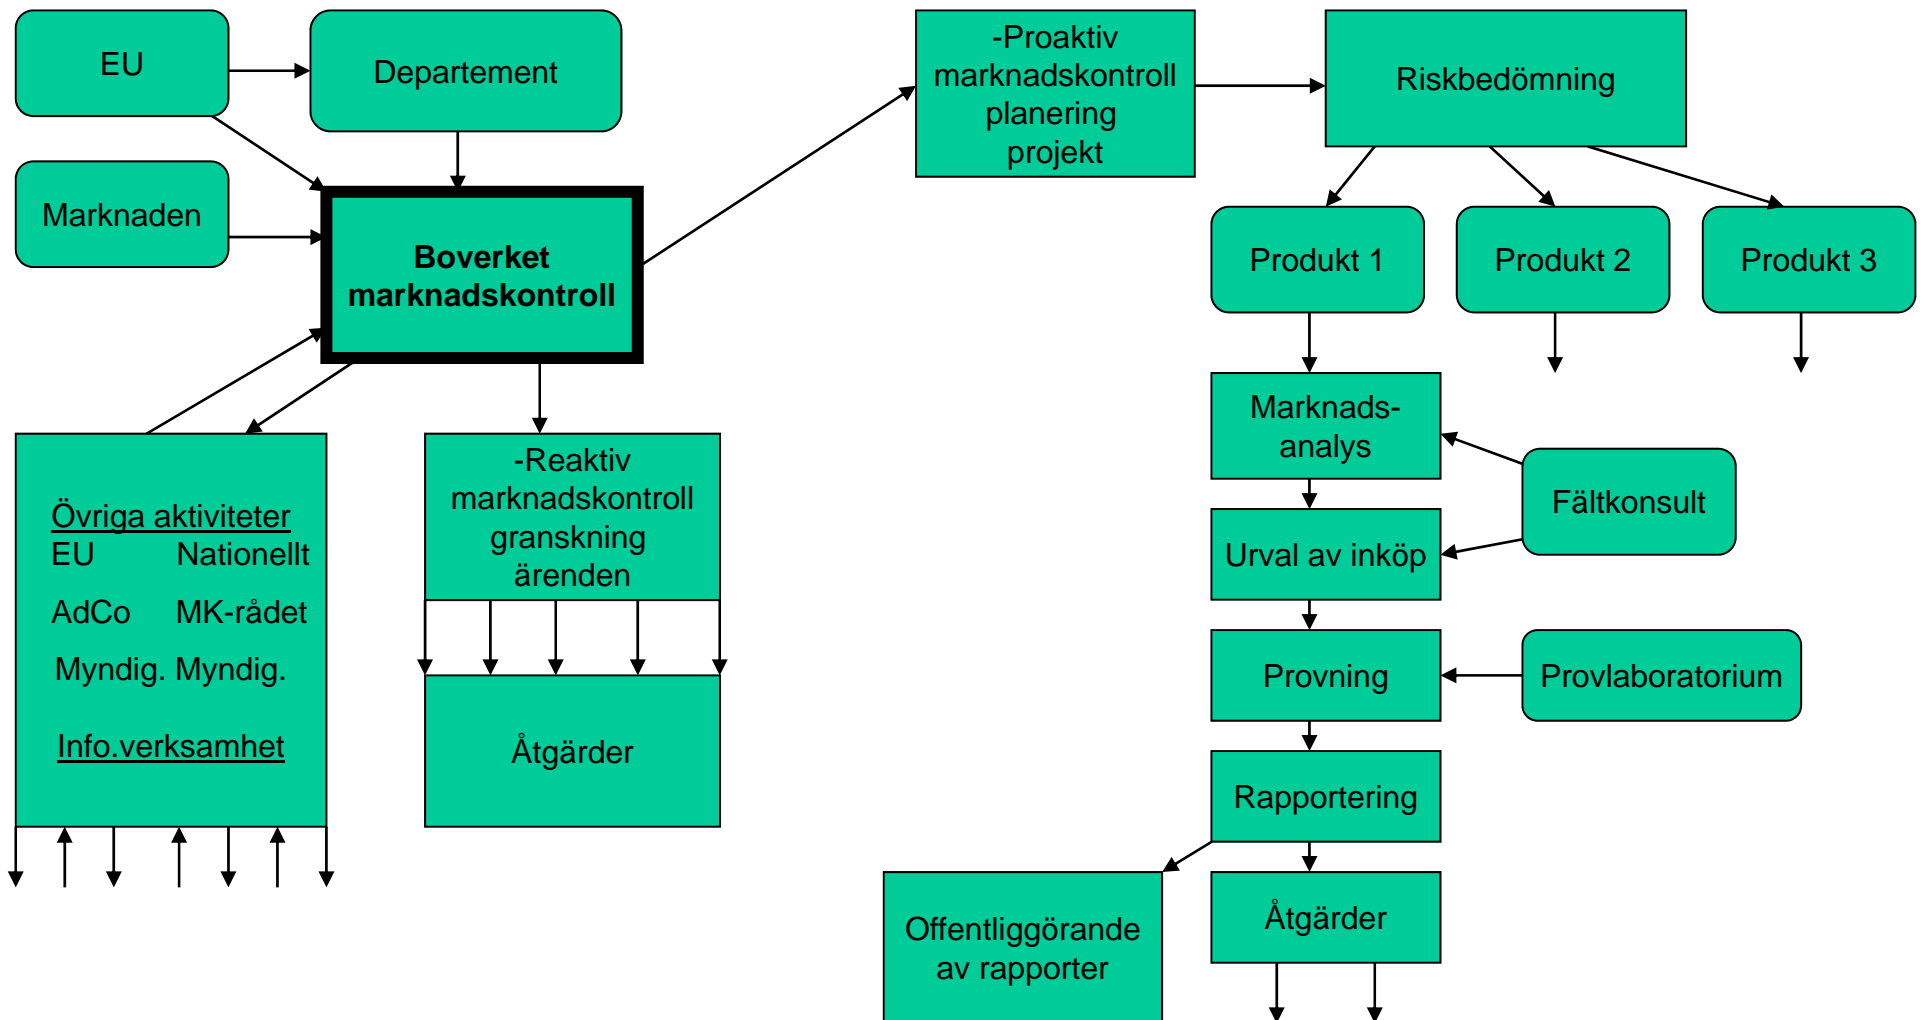 EU
Departement
Marknaden
Boverket
marknadskontroll
Övriga aktiviteter
EU Nationellt
AdCo MK-rådet
Myndig. Myndig.
Info.verksamhet
-Reaktiv
marknadskontroll
granskning
ärenden
Åtgärder
-Proaktiv
marknadskontroll
planering
projekt
Riskbedömning
Produkt 1
Produkt 2
Produkt 3
Marknads-
analys
Fältkonsult
Urval av inköp
Provning
Provlaboratorium
Rapportering
Offentliggörande
av rapporter
Åtgärder